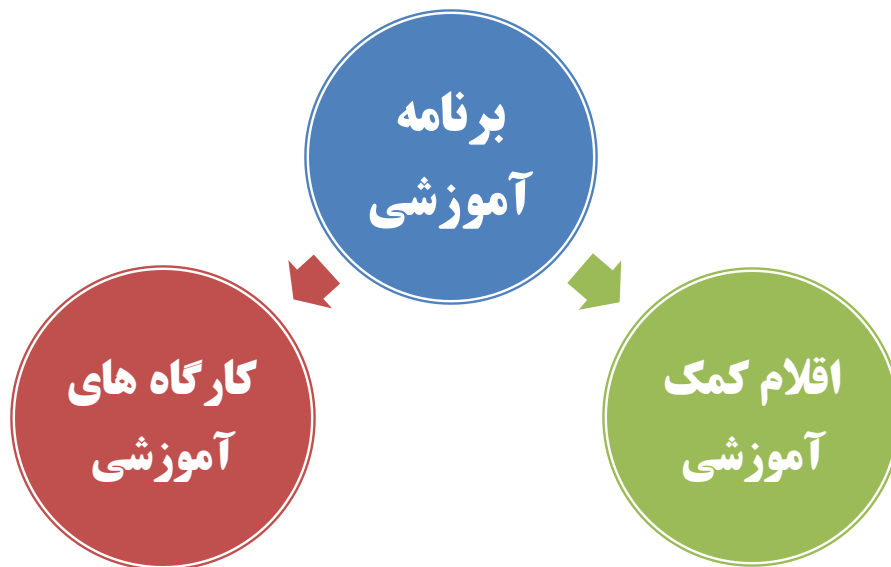 برنامه
آموزشی
اقلام کمک
آموزشی
کارگاه های
آموزشی